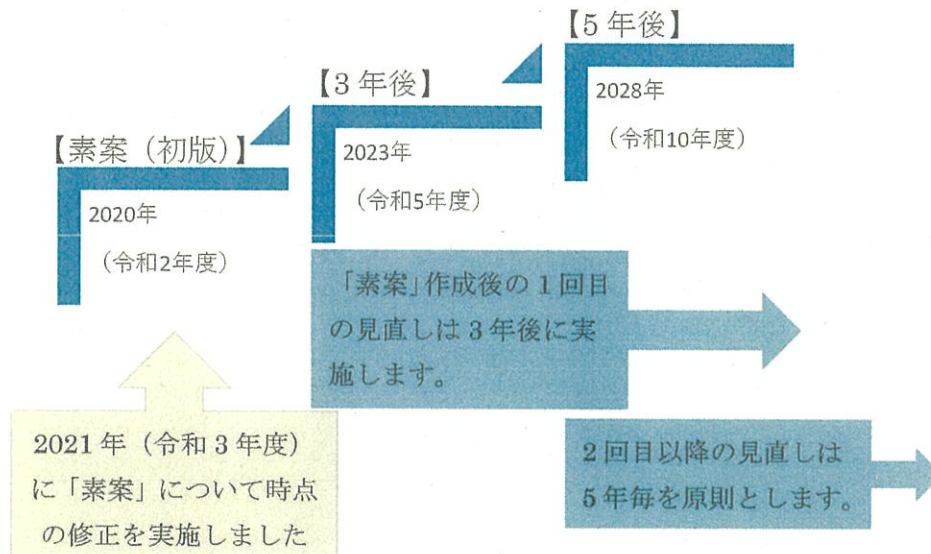 【素案（初版）】
2020年
（令和2年度）
【3年後】
2023年
（令和5年度）
【5年後】
2028年
（令和10年度）
「素案」作成後の1回目
の見直しは3年後に実
施します。
2回目以降の見直しは
5年毎を原則とします。
2021年（令和3年度）
に「素案」について時点
の修正を実施しました